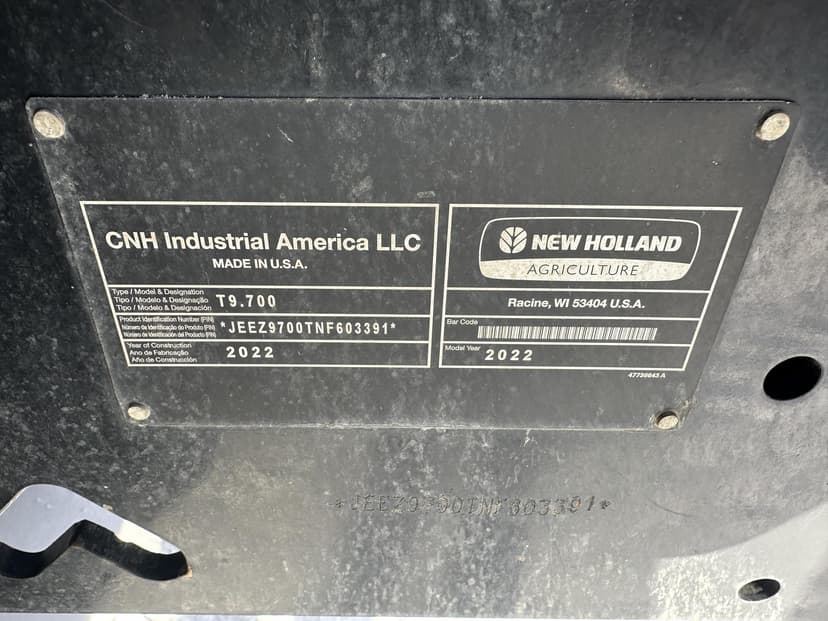 CNH Industrial America LLC
MADE IN U.S.A.
Type / Model & Designation
Tipo / Modelo & Designação
Tipo / Modelo & Designación
T9.700
Product Identification Number (PIN)
Número de Identificação do Produto (PIN)
Número de Identificación del Producto (PIN)
*JEEZ9700TNF603391*
Year of Construction
Ano de Fabricação
Año de Construcción
2022
NEW HOLLAND
AGRICULTURE
Racine, WI 53404 U.S.A.
Bar Code
Model Year
2022
*JEEZ9700TNF603391*